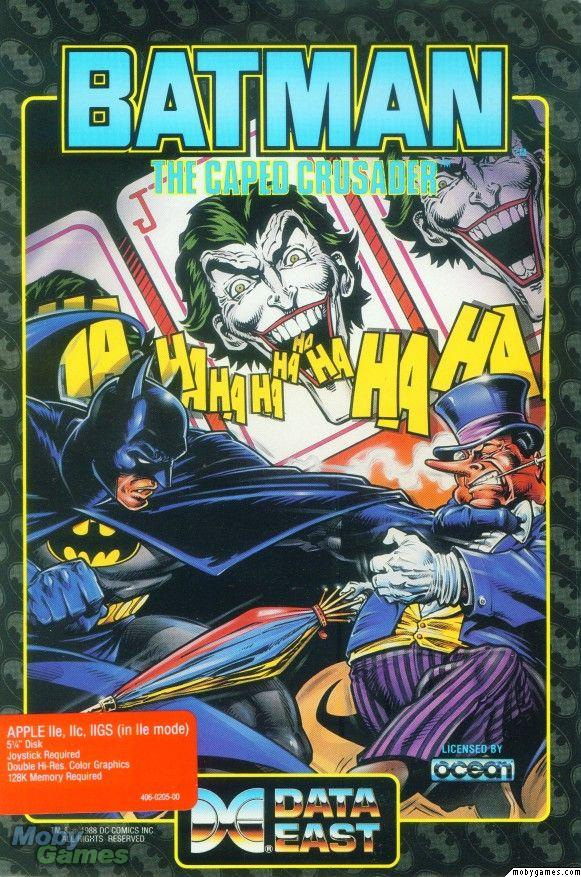 BATMAN
THE CAPED CRUSADER™
J
HA HA HA HA HA HA HA HA HA
APPLE IIe, IIc, IIGS (in IIe mode)
5¼" Disk
Joystick Required
Double Hi-Res. Color Graphics
128K Memory Required
406-0205-00
LICENSED BY
ocean
DATA
EAST
®
1988 DC COMICS INC
ALL RIGHTS RESERVED
Moby
Games
mobygames.com